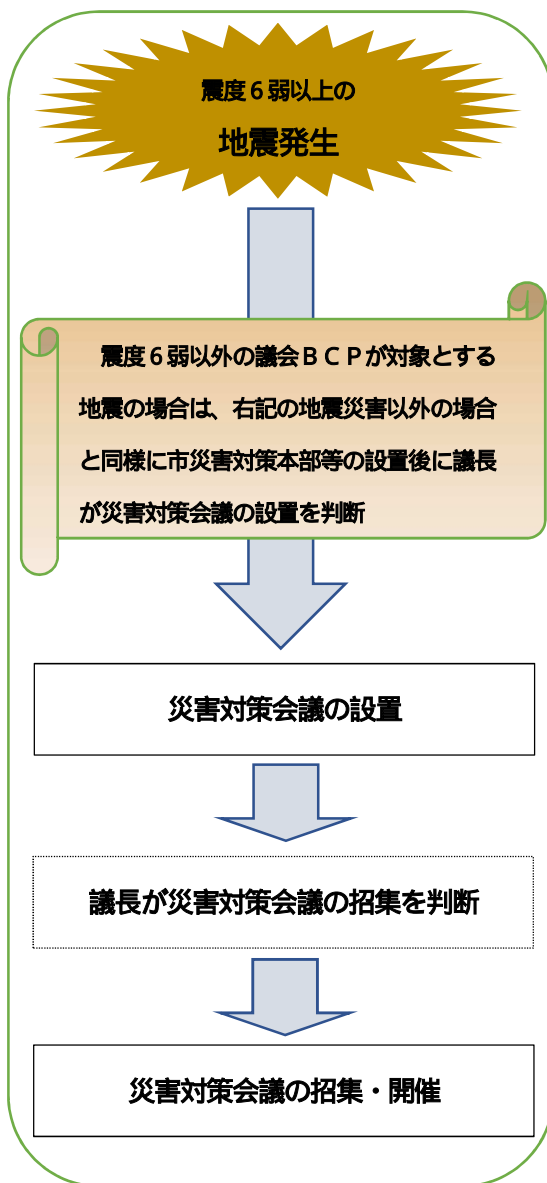 震度６弱以上の
地震発生
震度６弱以外の議会ＢＣＰが対象とする
地震の場合は、右記の地震災害以外の場合
と同様に市災害対策本部等の設置後に議長
が災害対策会議の設置を判断
災害対策会議の設置
議長が災害対策会議の招集を判断
災害対策会議の招集・開催